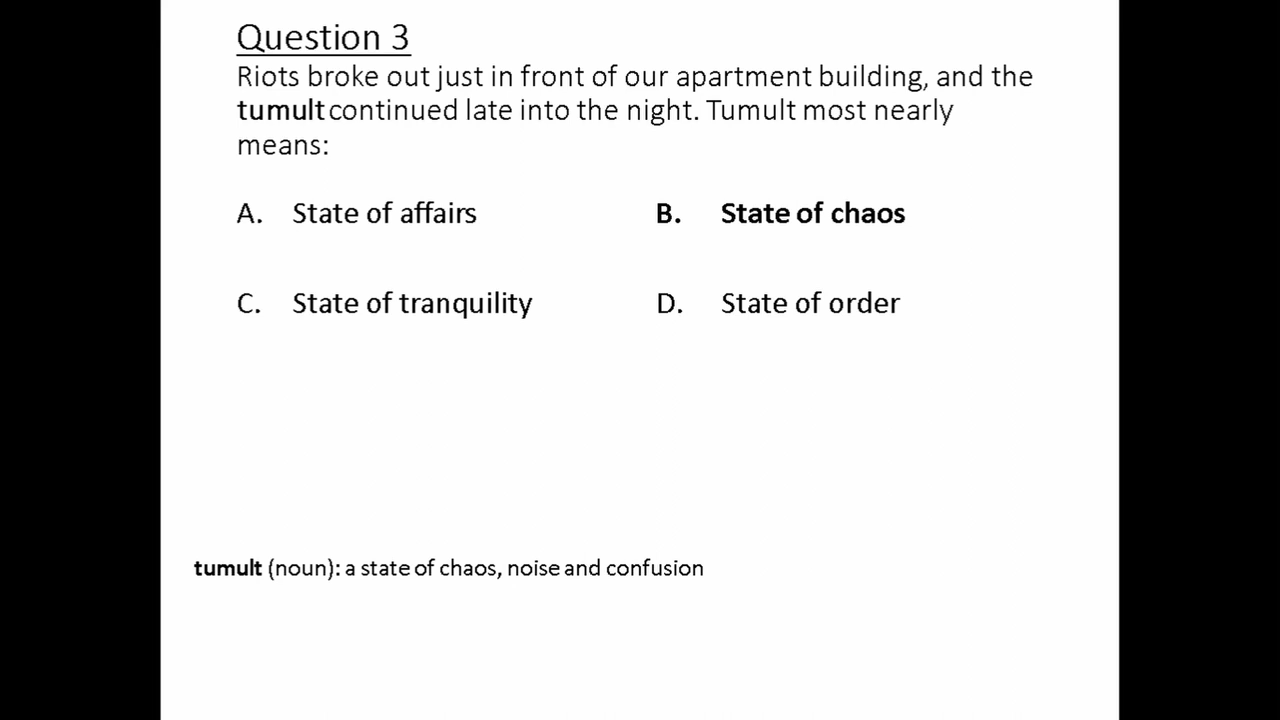 Question 3
Riots broke out just in front of our apartment building, and the
tumult continued late into the night. Tumult most nearly
means:
A. State of affairs B. State of chaos
C. State of tranquility D. State of order
tumult (noun): a state of chaos, noise and confusion